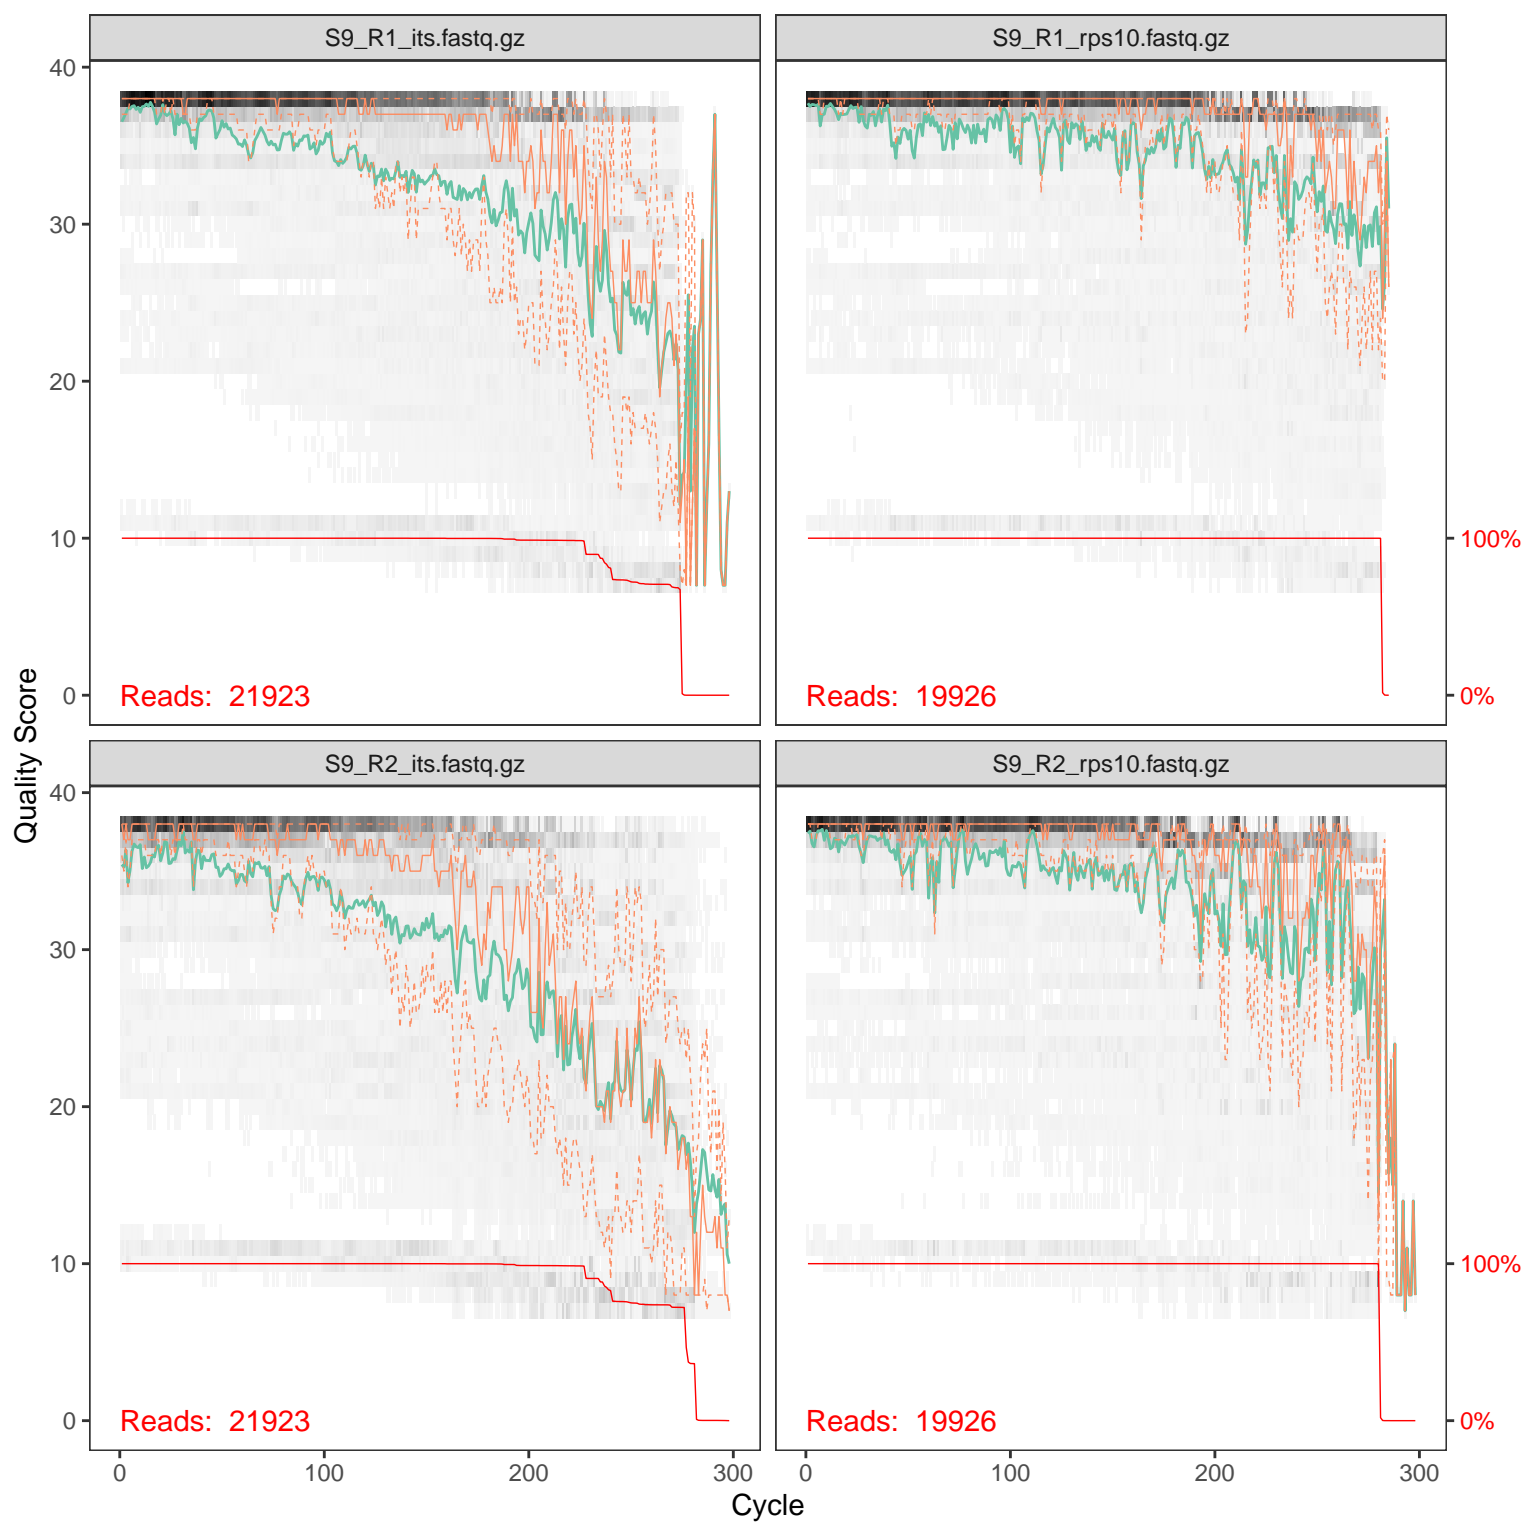 S9_R1_its.fastq.gz
S9_R1_rps10.fastq.gz
40
30
20
10
0
Reads: 21923
Reads: 19926
100%
0%
Quality Score
S9_R2_its.fastq.gz
S9_R2_rps10.fastq.gz
40
30
20
10
0
Reads: 21923
Reads: 19926
100%
0%
0 100 200 300
0 100 200 300
Cycle